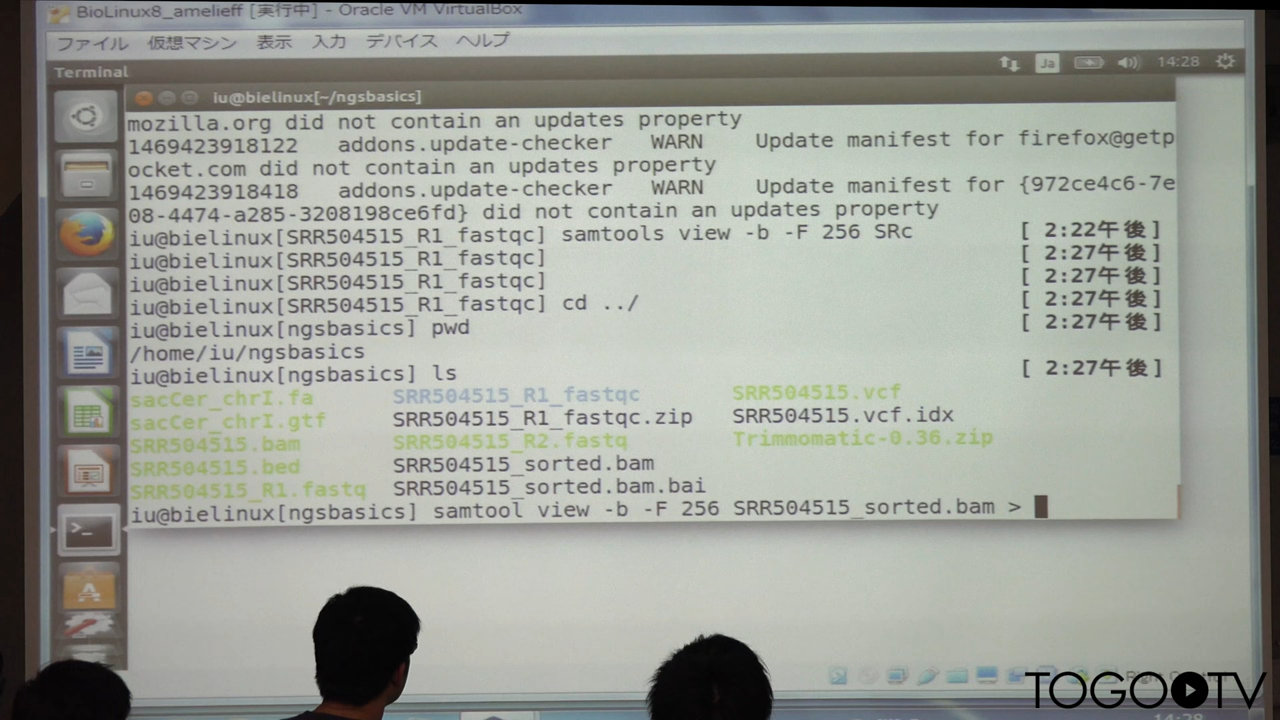 BioLinux8_amelieff [実行中] - Oracle VM VirtualBox
ファイル 仮想マシン 表示 入力 デバイス ヘルプ
Terminal Ja 14:28
iu@bielinux[~/ngsbasics]
mozilla.org did not contain an updates property
1469423918122 addons.update-checker WARN Update manifest for firefox@getp
ocket.com did not contain an updates property
1469423918418 addons.update-checker WARN Update manifest for {972ce4c6-7e
08-4474-a285-3208198ce6fd} did not contain an updates property
iu@bielinux[SRR504515_R1_fastqc] samtools view -b -F 256 SRc [ 2:22午後]
iu@bielinux[SRR504515_R1_fastqc] [ 2:27午後]
iu@bielinux[SRR504515_R1_fastqc] [ 2:27午後]
iu@bielinux[SRR504515_R1_fastqc] cd ../ [ 2:27午後]
iu@bielinux[ngsbasics] pwd [ 2:27午後]
/home/iu/ngsbasics
iu@bielinux[ngsbasics] ls [ 2:27午後]
sacCer_chrI.fa SRR504515_R1_fastqc SRR504515.vcf
sacCer_chrI.gtf SRR504515_R1_fastqc.zip SRR504515.vcf.idx
SRR504515.bam SRR504515_R2.fastq Trimmomatic-0.36.zip
SRR504515.bed SRR504515_sorted.bam
SRR504515_R1.fastq SRR504515_sorted.bam.bai
iu@bielinux[ngsbasics] samtool view -b -F 256 SRR504515_sorted.bam >
TOGO TV
14:28